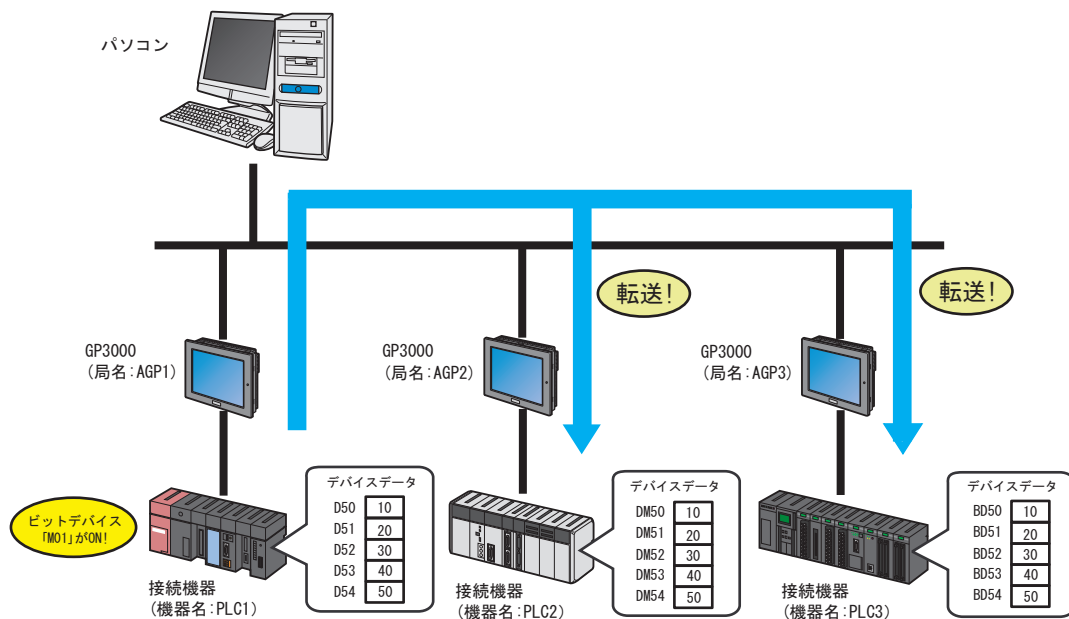 パソコン
転送!
転送!
GP3000
(局名:AGP1)
GP3000
(局名:AGP2)
GP3000
(局名:AGP3)
ビットデバイス
「M01」がON!
デバイスデータ
D50 10
D51 20
D52 30
D53 40
D54 50
接続機器
(機器名:PLC1)
デバイスデータ
DM50 10
DM51 20
DM52 30
DM53 40
DM54 50
接続機器
(機器名:PLC2)
デバイスデータ
BD50 10
BD51 20
BD52 30
BD53 40
BD54 50
接続機器
(機器名:PLC3)